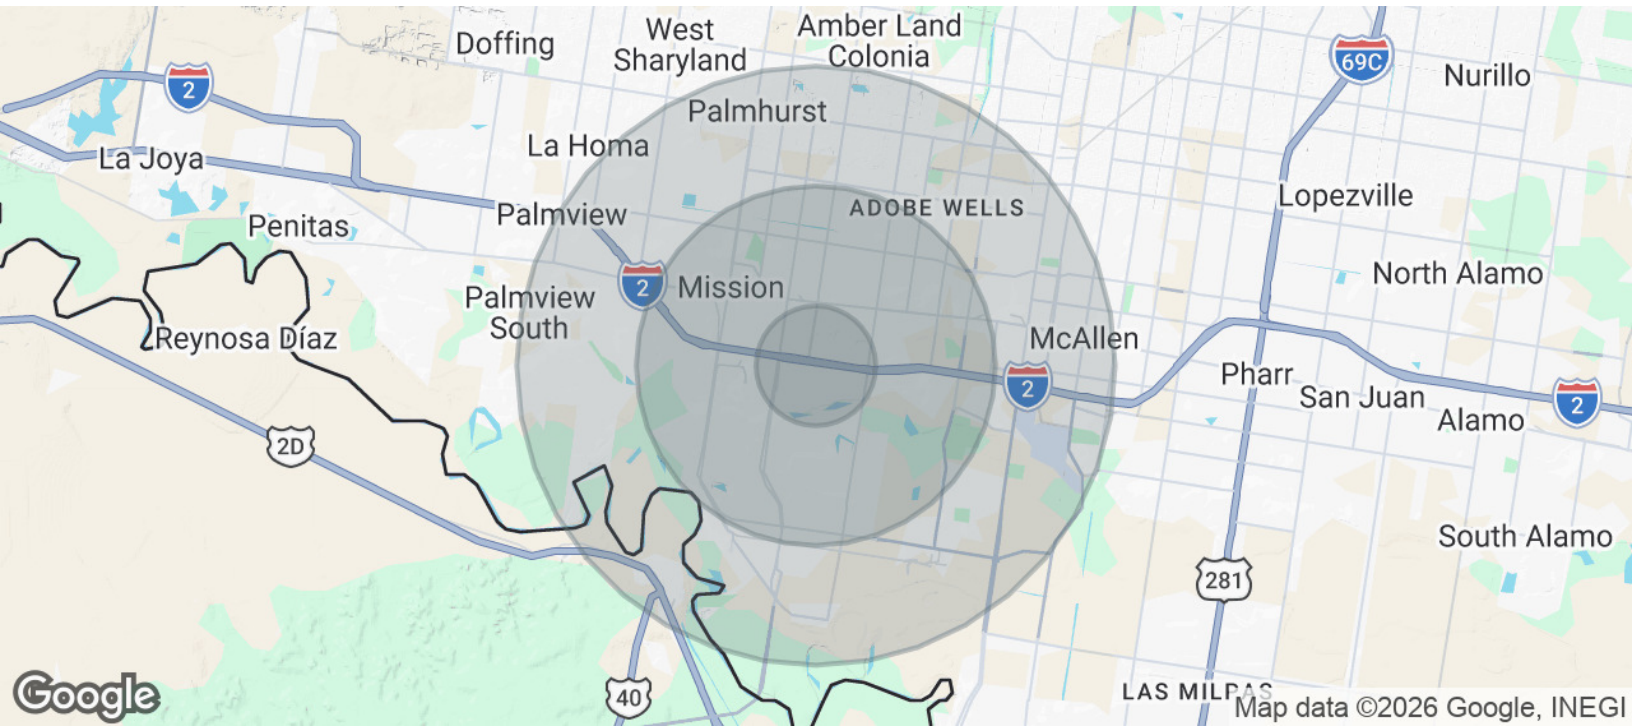 West
Sharyland
Amber Land
Colonia
Doffing
69C
Nurillo
2
Palmhurst
La Homa
La Joya
Lopezville
Palmview
ADOBE WELLS
Penitas
North Alamo
2
Mission
Palmview
South
Reynosa Díaz
McAllen
Pharr
2
San Juan
2
Alamo
2D
South Alamo
281
40
LAS MILPAS
Google
Map data ©2026 Google, INEGI